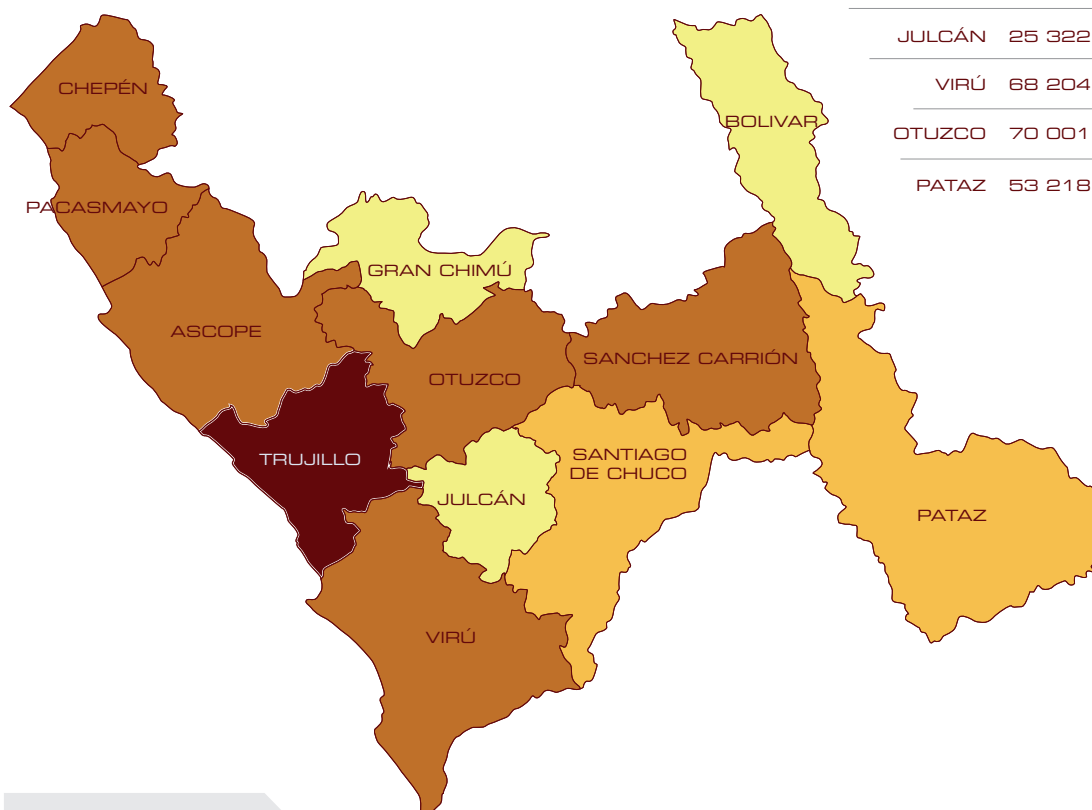 JULCÁN 25 322
CHEPÉN
VIRÚ 68 204
BOLIVAR
OTUZCO 70 001
PATAZ 53 218
PACASMAYO
GRAN CHIMÚ
ASCOPE
SANCHEZ CARRIÓN
OTUZCO
TRUJILLO
SANTIAGO
DE CHUCO
JULCÁN
PATAZ
VIRÚ